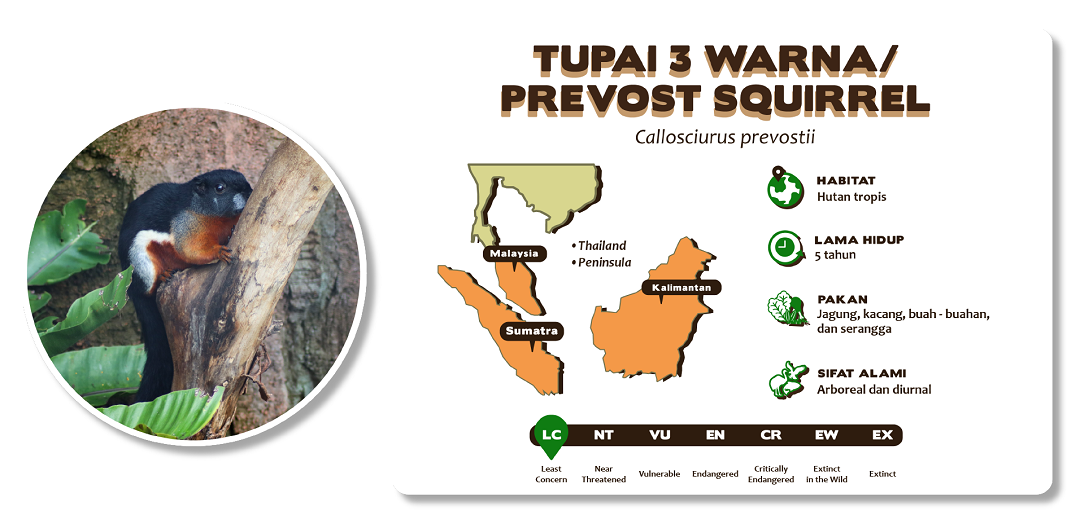 TUPAI 3 WARNA/
PREVOST SQUIRREL
Callosciurus prevostii
HABITAT
Hutan tropis
LAMA HIDUP
5 tahun
PAKAN
Jagung, kacang, buah - buahan,
dan serangga
SIFAT ALAMI
Arboreal dan diurnal
• Thailand
• Peninsula
Malaysia
Kalimantan
Sumatra
LC NT VU EN CR EW EX
Least Concern
Near Threatened
Vulnerable
Endangered
Critically Endangered
Extinct in the Wild
Extinct